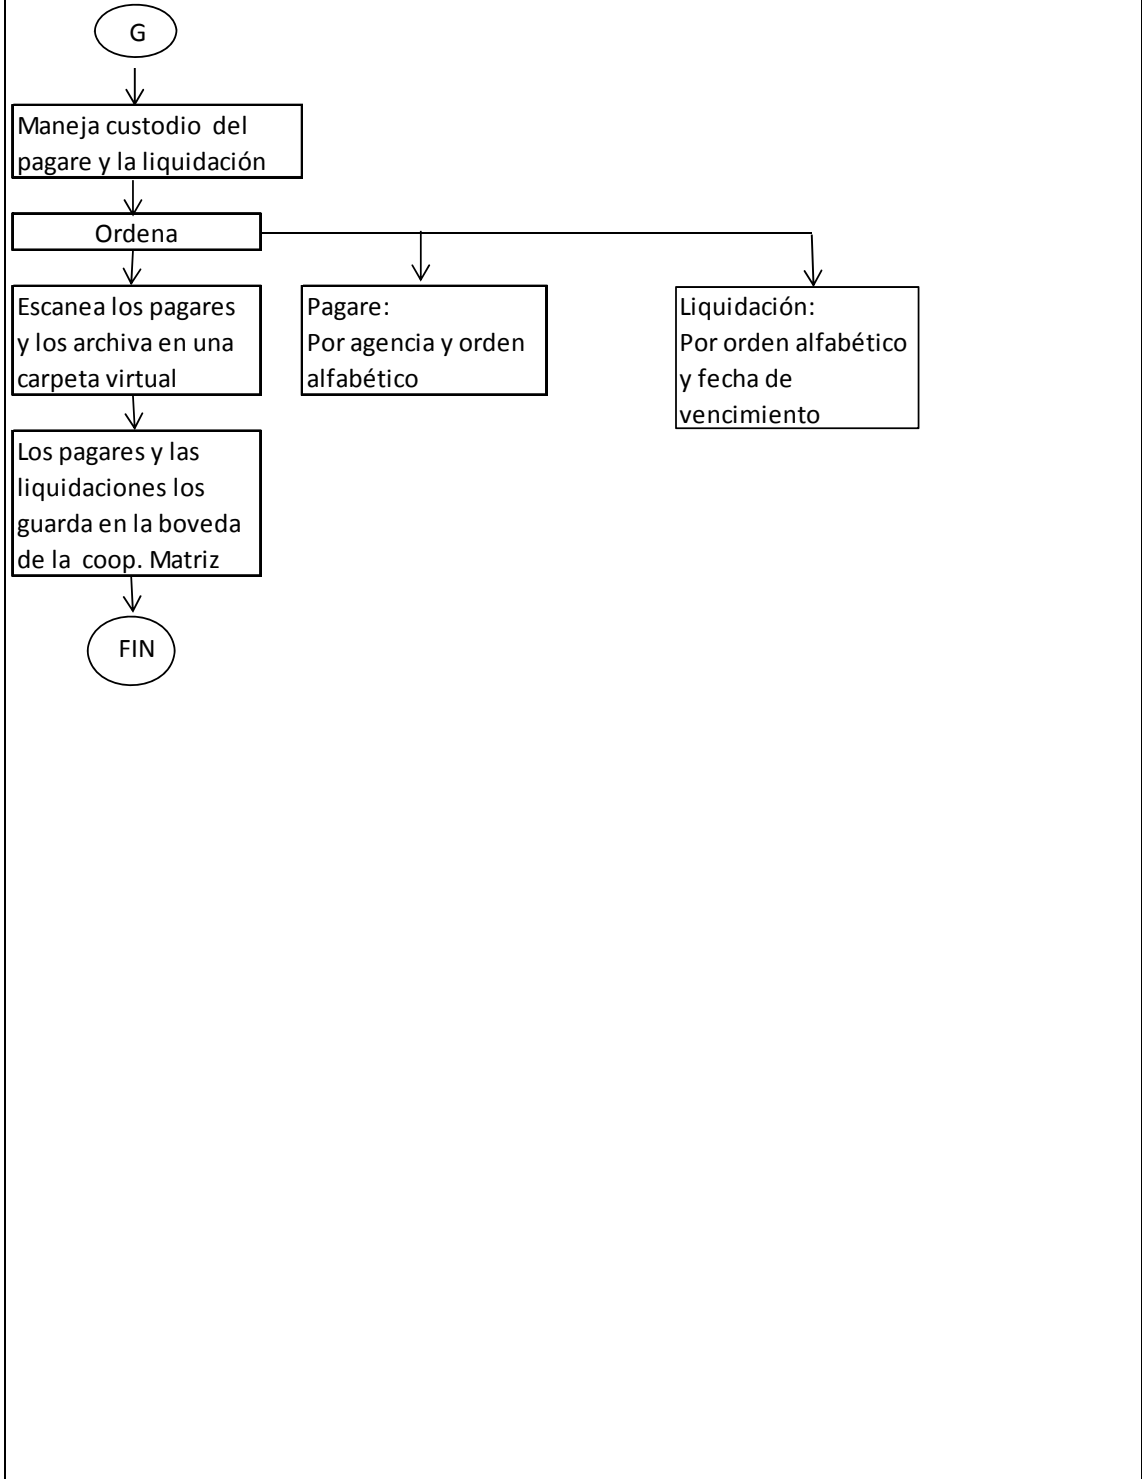 G
Maneja custodio del
pagare y la liquidación
Ordena
Escanea los pagares
y los archiva en una
carpeta virtual
Pagare:
Por agencia y orden
alfabético
Liquidación:
Por orden alfabético
y fecha de
vencimiento
Los pagares y las
liquidaciones los
guarda en la boveda
de la coop. Matriz
FIN